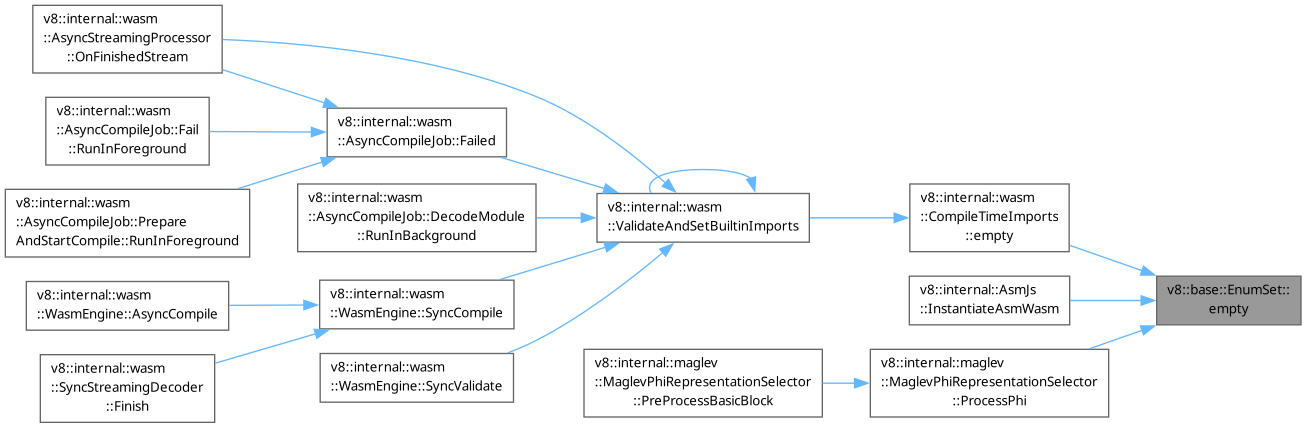 v8::internal::wasm
::AsyncStreamingProcessor
::OnFinishedStream
v8::internal::wasm
::AsyncCompileJob::Fail
::RunInForeground
v8::internal::wasm
::AsyncCompileJob::Prepare
AndStartCompile::RunInForeground
v8::internal::wasm
::WasmEngine::AsyncCompile
v8::internal::wasm
::SyncStreamingDecoder
::Finish
v8::internal::wasm
::AsyncCompileJob::Failed
v8::internal::wasm
::AsyncCompileJob::DecodeModule
::RunInBackground
v8::internal::wasm
::WasmEngine::SyncCompile
v8::internal::wasm
::WasmEngine::SyncValidate
v8::internal::wasm
::ValidateAndSetBuiltinImports
v8::internal::maglev
::MaglevPhiRepresentationSelector
::PreProcessBasicBlock
v8::internal::wasm
::CompileTimeImports
::empty
v8::internal::AsmJs
::InstantiateAsmWasm
v8::internal::maglev
::MaglevPhiRepresentationSelector
::ProcessPhi
v8::base::EnumSet::
empty